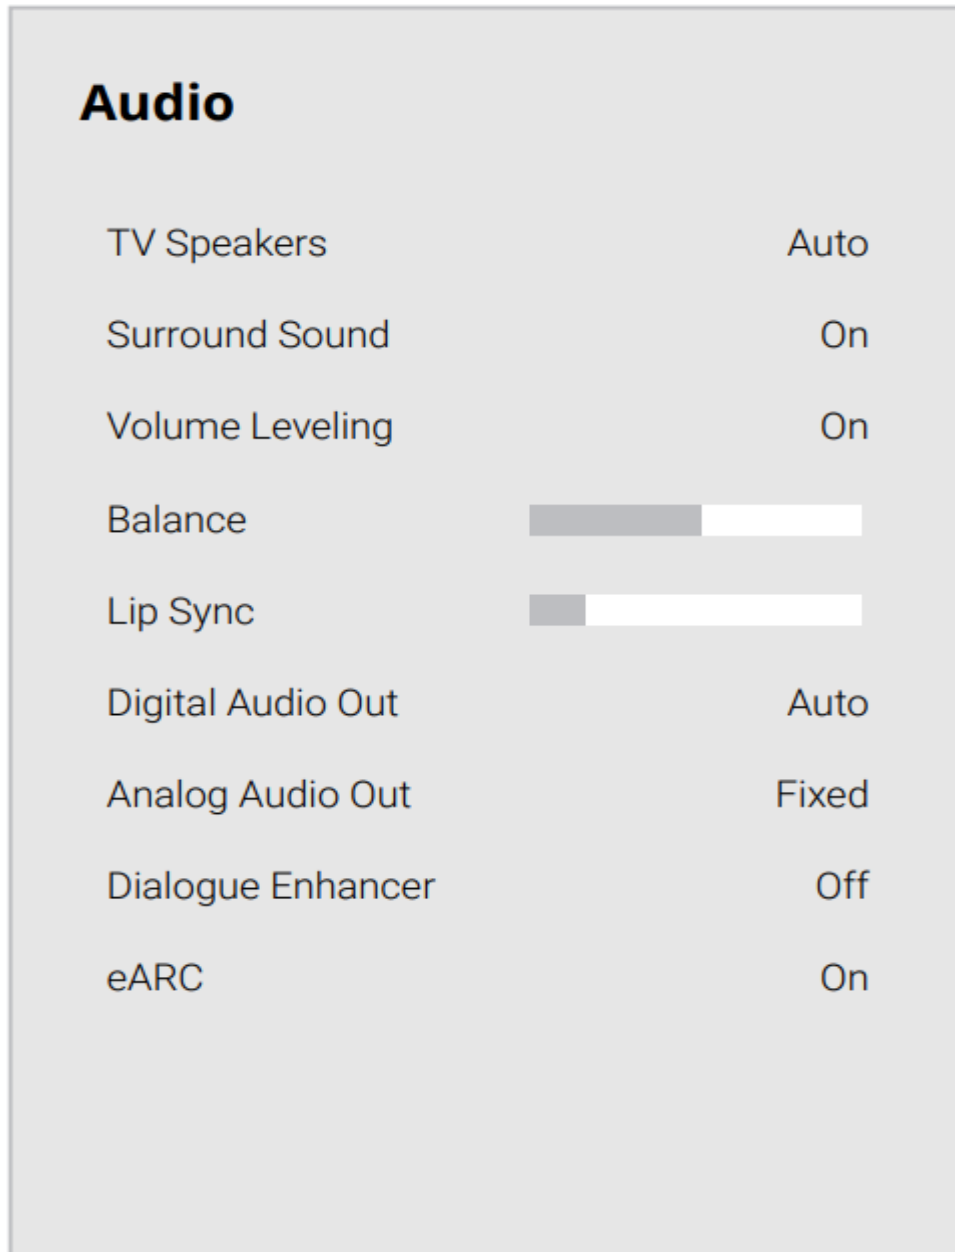 Audio
TV Speakers Auto
Surround Sound On
Volume Leveling On
Balance
Lip Sync
Digital Audio Out Auto
Analog Audio Out Fixed
Dialogue Enhancer Off
eARC On